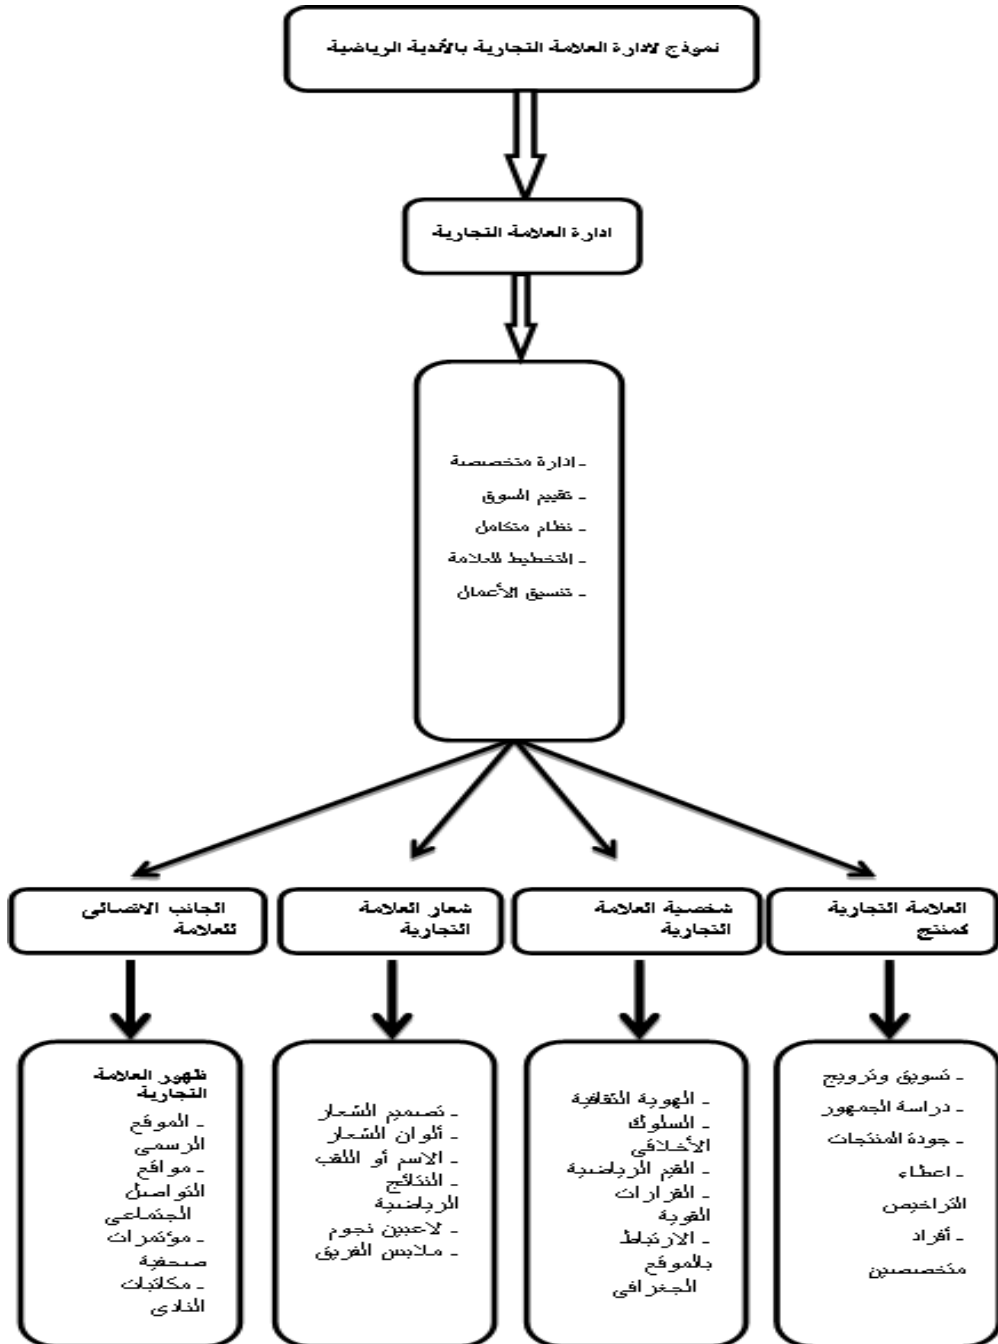 نموذج لادارة العلامة التجارية بالأندية الرياضية
ادارة العلامة التجارية
- ادارة متخصصة
- تقييم السوق
- نظام متكامل
- التخطيط للعلامة
- تنسيق الأعمال
العلامة التجارية
كمنتج
شخصية العلامة
التجارية
شعار العلامة
التجارية
الجانب الاتصالى
للعلامة
- تسويق وترويج
- دراسة الجمهور
- جودة المنتجات
- اعطاء
التراخيص
- أفراد
متخصصين
- الهوية الثقافية
- السلوك
الأخلاقى
- القيم الرياضية
- القرارات
القوية
- الارتباط
بالموقع
الجغرافى
- تصميم الشعار
- ألوان الشعار
- الاسم أو اللقب
- النتائج
الرياضية
- لاعبين نجوم
- ملابس الفريق
ظهور العلامة
التجارية
- الموقع
الرسمى
- مواقع
التواصل
الجتماعى
- مؤتمرات
صحفية
- مكاتبات
النادى